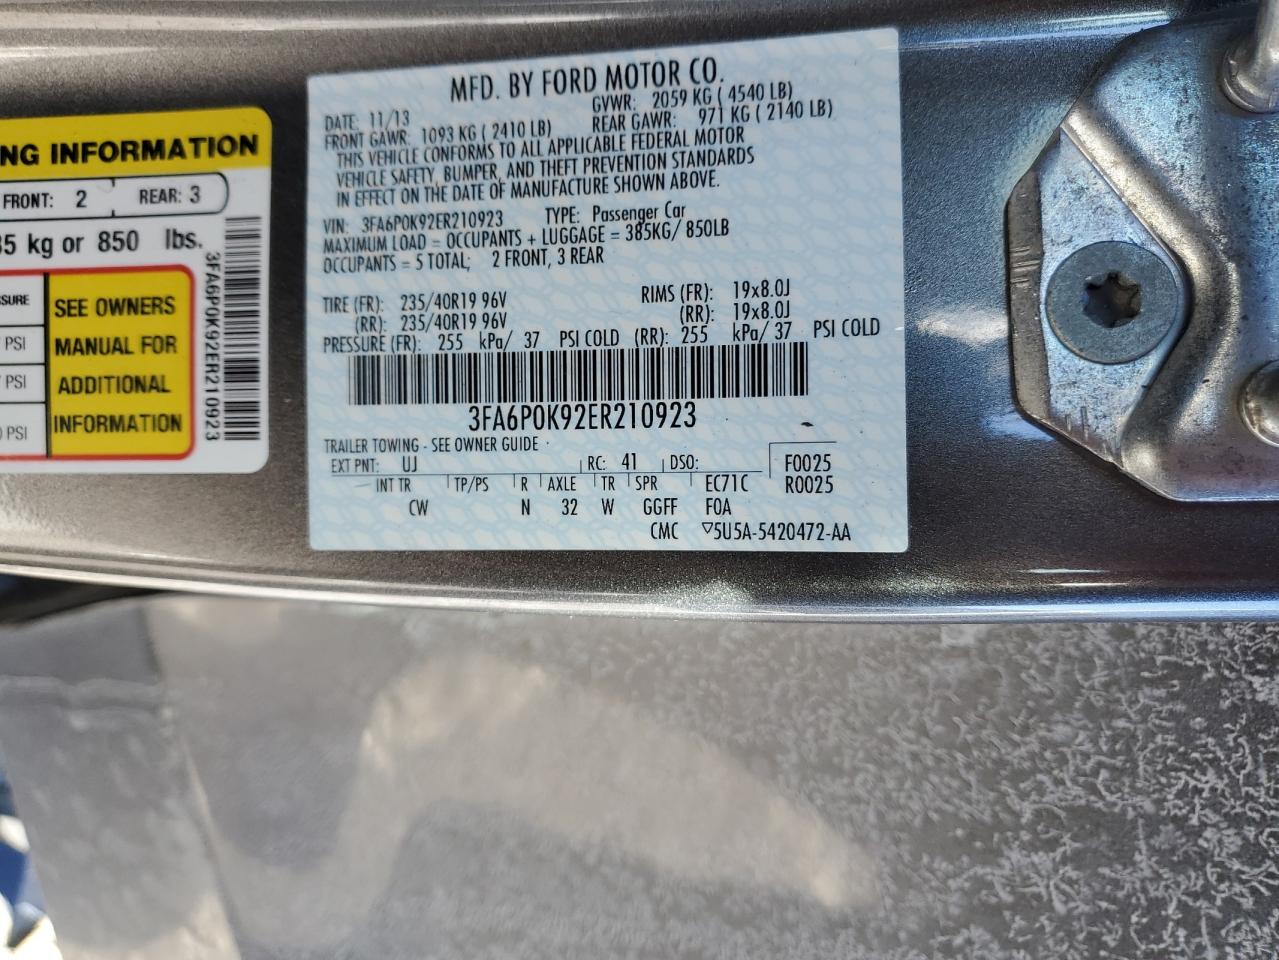 NG INFORMATION
FRONT: 2 REAR: 3
35 kg or 850 lbs.
SSURE
PSI
PSI
PSI
SEE OWNERS
MANUAL FOR
ADDITIONAL
INFORMATION
3FA6P0K92ER210923
MFD. BY FORD MOTOR CO.
DATE: 11/13 GVWR: 2059 KG ( 4540 LB)
FRONT GAWR: 1093 KG ( 2410 LB) REAR GAWR: 971 KG ( 2140 LB)
THIS VEHICLE CONFORMS TO ALL APPLICABLE FEDERAL MOTOR
VEHICLE SAFETY, BUMPER, AND THEFT PREVENTION STANDARDS
IN EFFECT ON THE DATE OF MANUFACTURE SHOWN ABOVE.
VIN: 3FA6P0K92ER210923 TYPE: Passenger Car
MAXIMUM LOAD = OCCUPANTS + LUGGAGE = 385KG/ 850LB
OCCUPANTS = 5 TOTAL; 2 FRONT, 3 REAR
TIRE (FR): 235/40R19 96V RIMS (FR): 19x8.0J
(RR): 235/40R19 96V (RR): 19x8.0J
PRESSURE (FR): 255 kPa/ 37 PSI COLD (RR): 255 kPa/ 37 PSI COLD
3FA6P0K92ER210923
TRAILER TOWING - SEE OWNER GUIDE
EXT PNT: UJ RC: 41 DSO: F0025
INT TR TP/PS R AXLE TR SPR EC71C R0025
CW N 32 W GGFF F0A
CMC ▽5U5A-5420472-AA